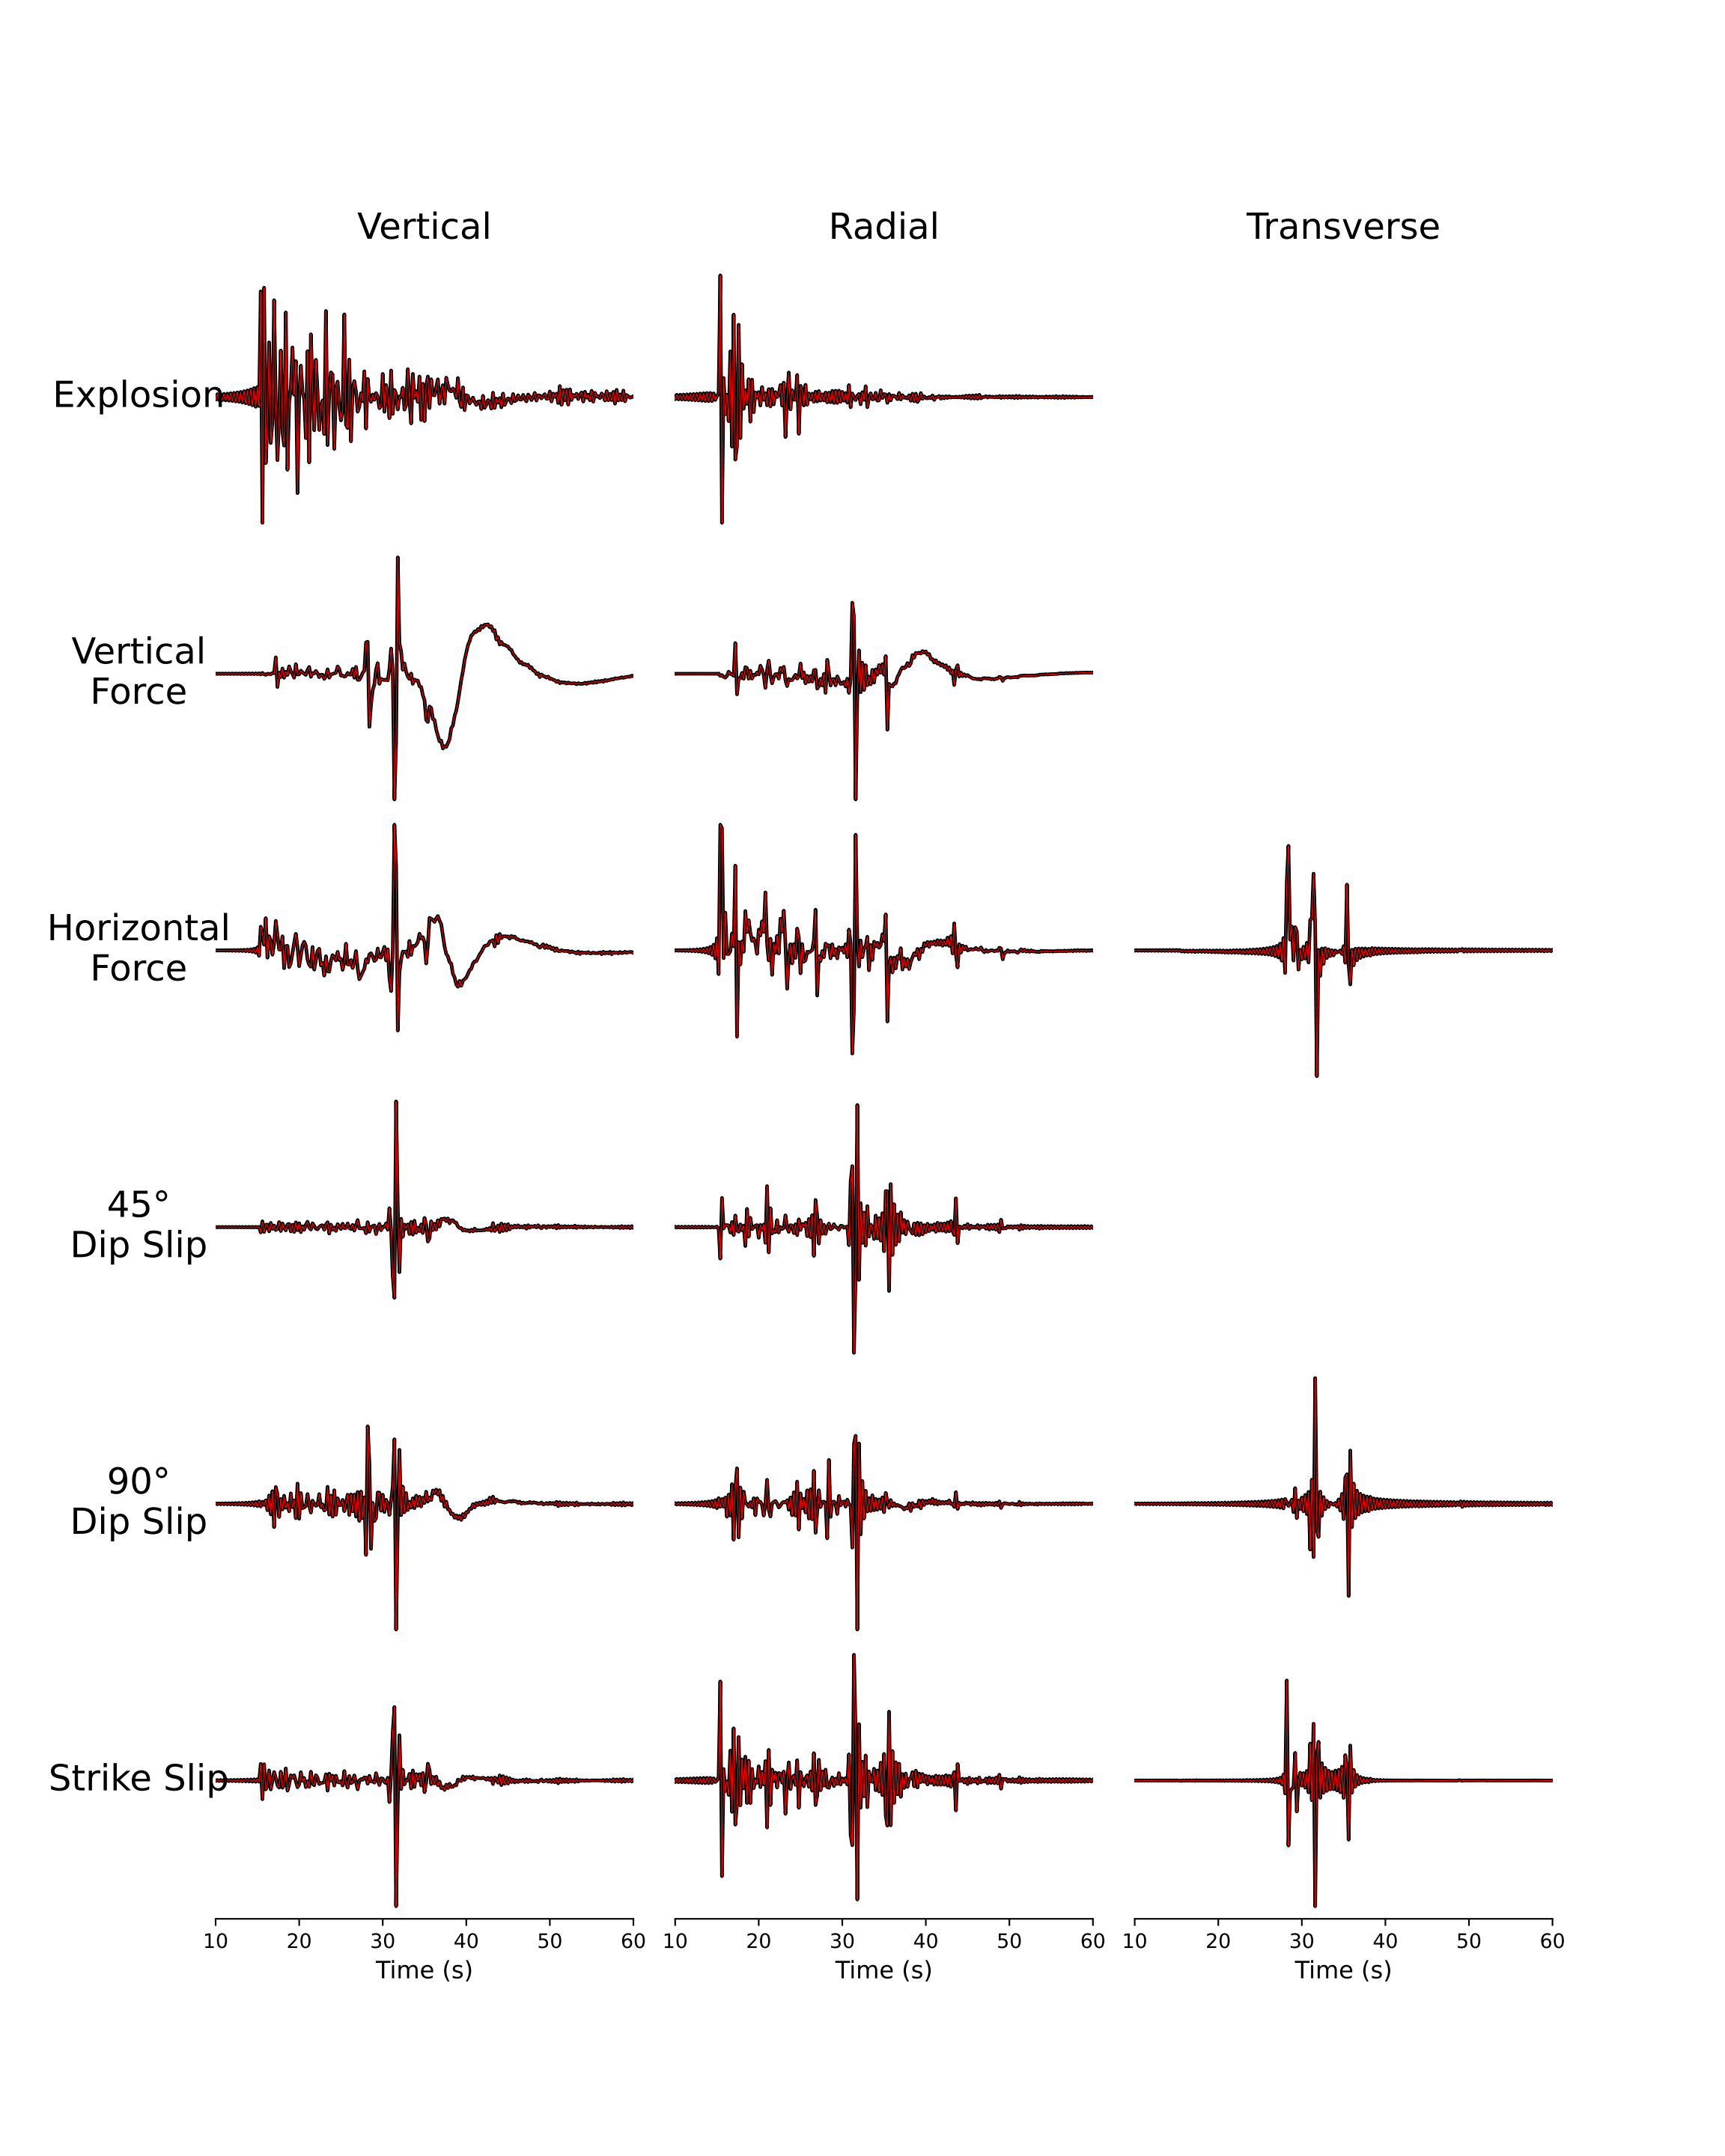 Vertical Radial Transverse
Explosion
Vertical
Force
Horizontal
Force
45°
Dip Slip
90°
Dip Slip
Strike Slip
10 20 30 40 50 60 10 20 30 40 50 60 10 20 30 40 50 60
Time (s) Time (s) Time (s)